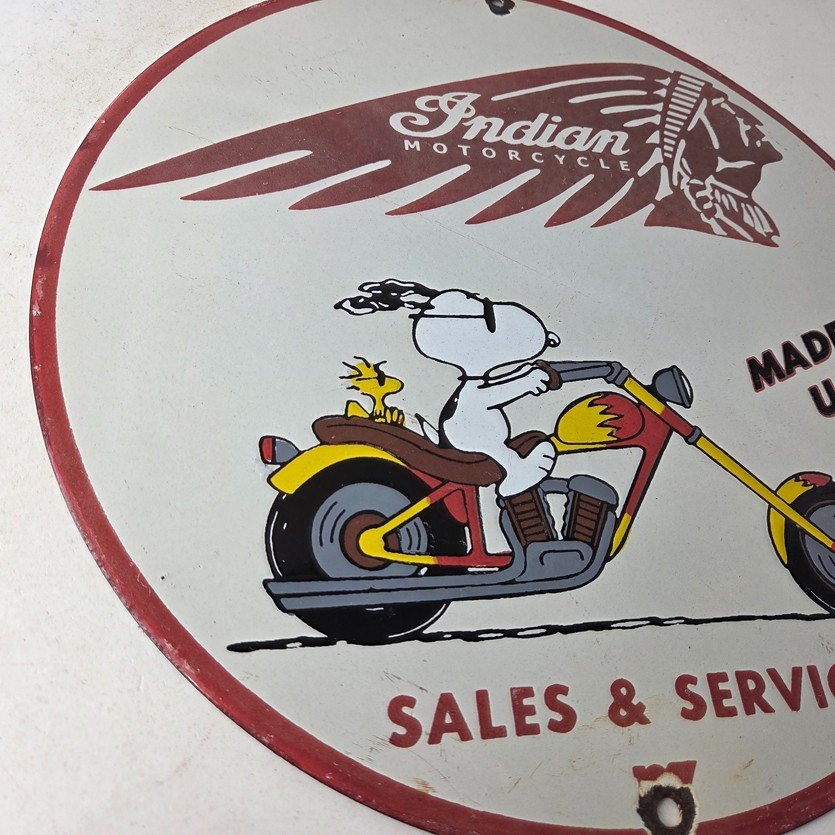 Indian
MOTORCYCLE
MADE
U
SALES & SERVIC